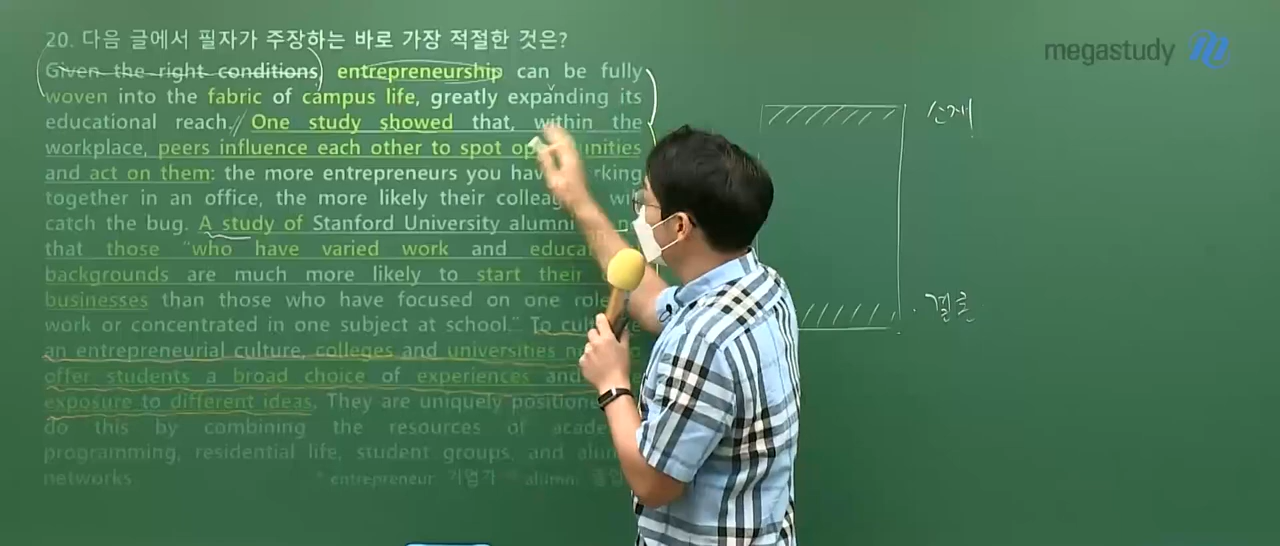 20. 다음 글에서 필자가 주장하는 바로 가장 적절한 것은?
megastudy
Given the right conditions, entrepreneurship can be fully
woven into the fabric of campus life, greatly expanding its
educational reach. One study showed that, within the
workplace, peers influence each other to spot
and act on them: the more entrepreneurs you
together in an office, the more likely their
catch the bug. A study of Stanford University alumni
that those "who have varied work and
backgrounds are much more likely to start their
businesses than those who have focused on one role
work or concentrated in one subject at school." To
an entrepreneurial culture, colleges and universities
offer students a broad choice of experiences and
exposure to different ideas. They are uniquely
do this by combining the resources of
programming, residential life, student groups, and
networks.
* entrepreneur: 기업가 ** alumni:
소재
결론